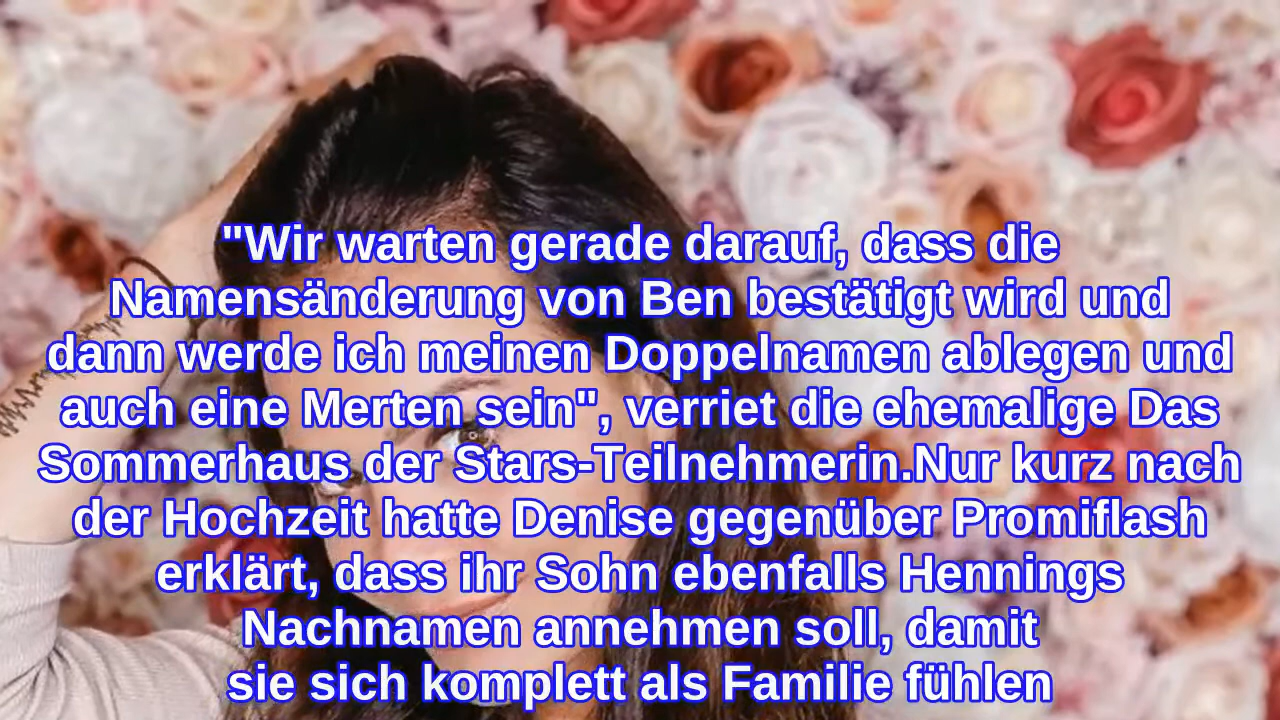 "Wir warten gerade darauf, dass die
Namensänderung von Ben bestätigt wird und
dann werde ich meinen Doppelnamen ablegen und
auch eine Merten sein", verriet die ehemalige Das
Sommerhaus der Stars-Teilnehmerin.Nur kurz nach
der Hochzeit hatte Denise gegenüber Promiflash
erklärt, dass ihr Sohn ebenfalls Hennings
Nachnamen annehmen soll, damit
sie sich komplett als Familie fühlen